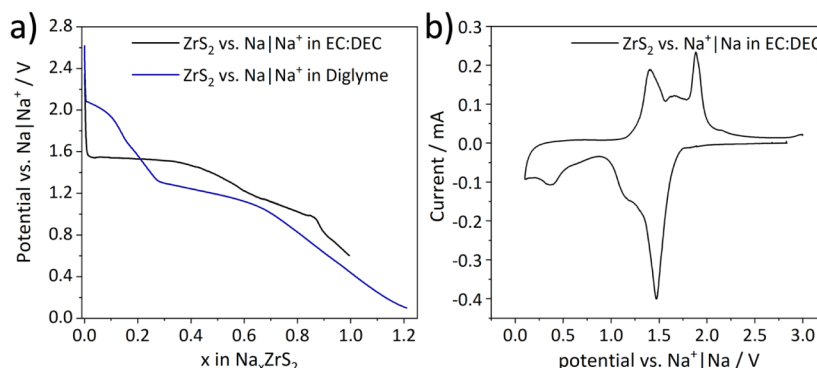 a)
ZrS₂ vs. Na|Na⁺ in EC:DEC
ZrS₂ vs. Na|Na⁺ in Diglyme
Potential vs. Na|Na⁺ / V
2.8
2.4
2.0
1.6
1.2
0.8
0.4
0.0
0.0 0.2 0.4 0.6 0.8 1.0 1.2
x in NaₓZrS₂
b)
ZrS₂ vs. Na⁺|Na in EC:DEC
Current / mA
0.3
0.2
0.1
0.0
-0.1
-0.2
-0.3
-0.4
0.0 0.5 1.0 1.5 2.0 2.5 3.0
potential vs. Na⁺|Na / V